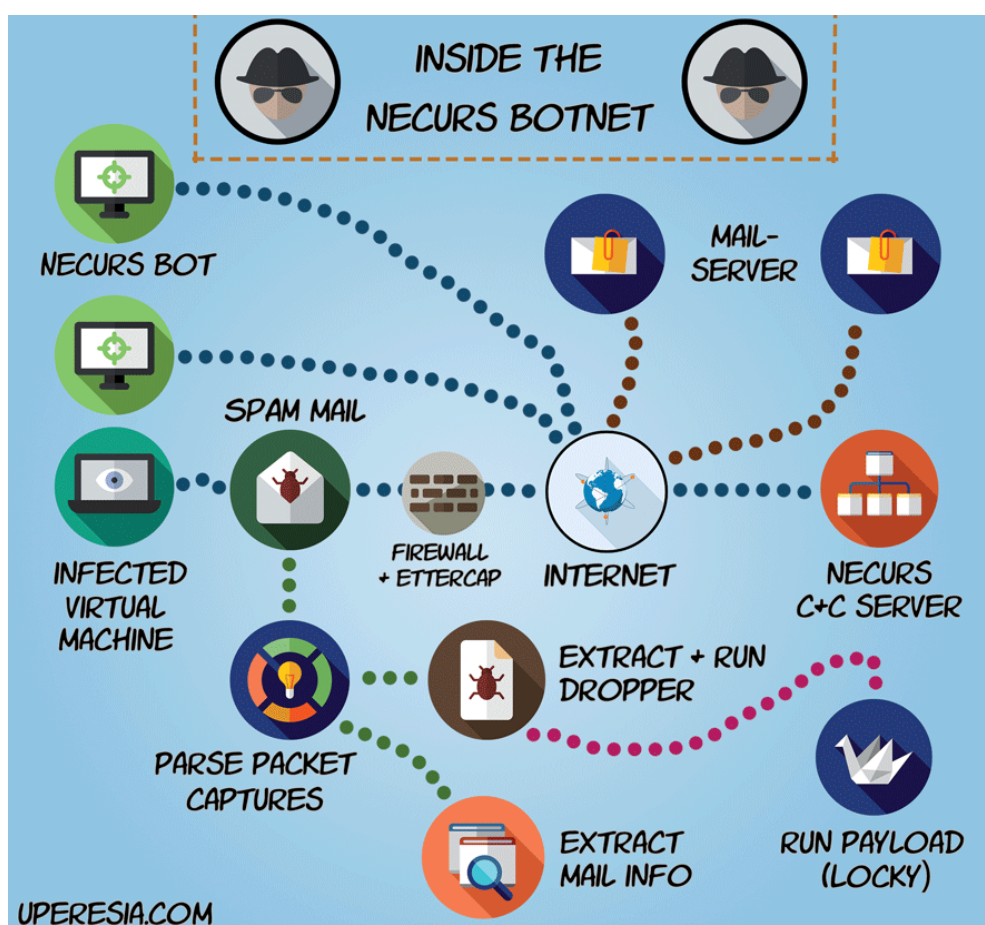 INSIDE THE
NECURS BOTNET
NECURS BOT
MAIL-
SERVER
SPAM MAIL
INFECTED
VIRTUAL
MACHINE
FIREWALL
+ ETTERCAP
INTERNET
NECURS
C+C SERVER
PARSE PACKET
CAPTURES
EXTRACT + RUN
DROPPER
EXTRACT
MAIL INFO
RUN PAYLOAD
(LOCKY)
UPERESIA.COM